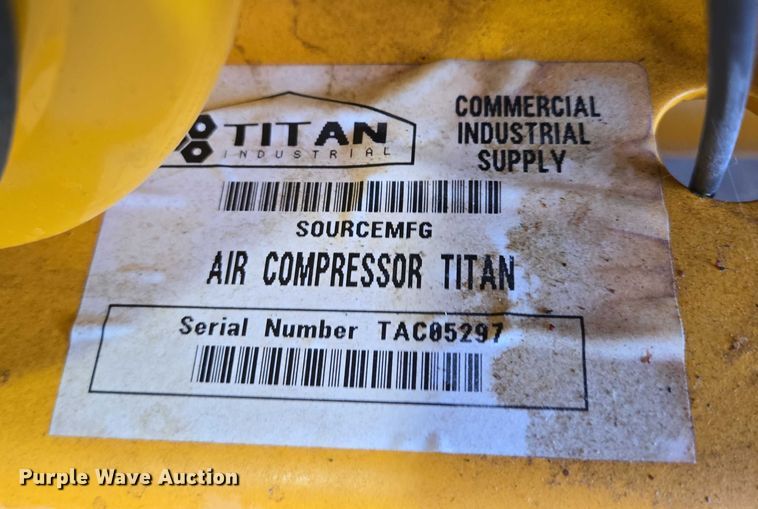 TITAN
INDUSTRIAL
COMMERCIAL
INDUSTRIAL
SUPPLY
SOURCEMFG
AIR COMPRESSOR TITAN
Serial Number TAC05297
Purple Wave Auction